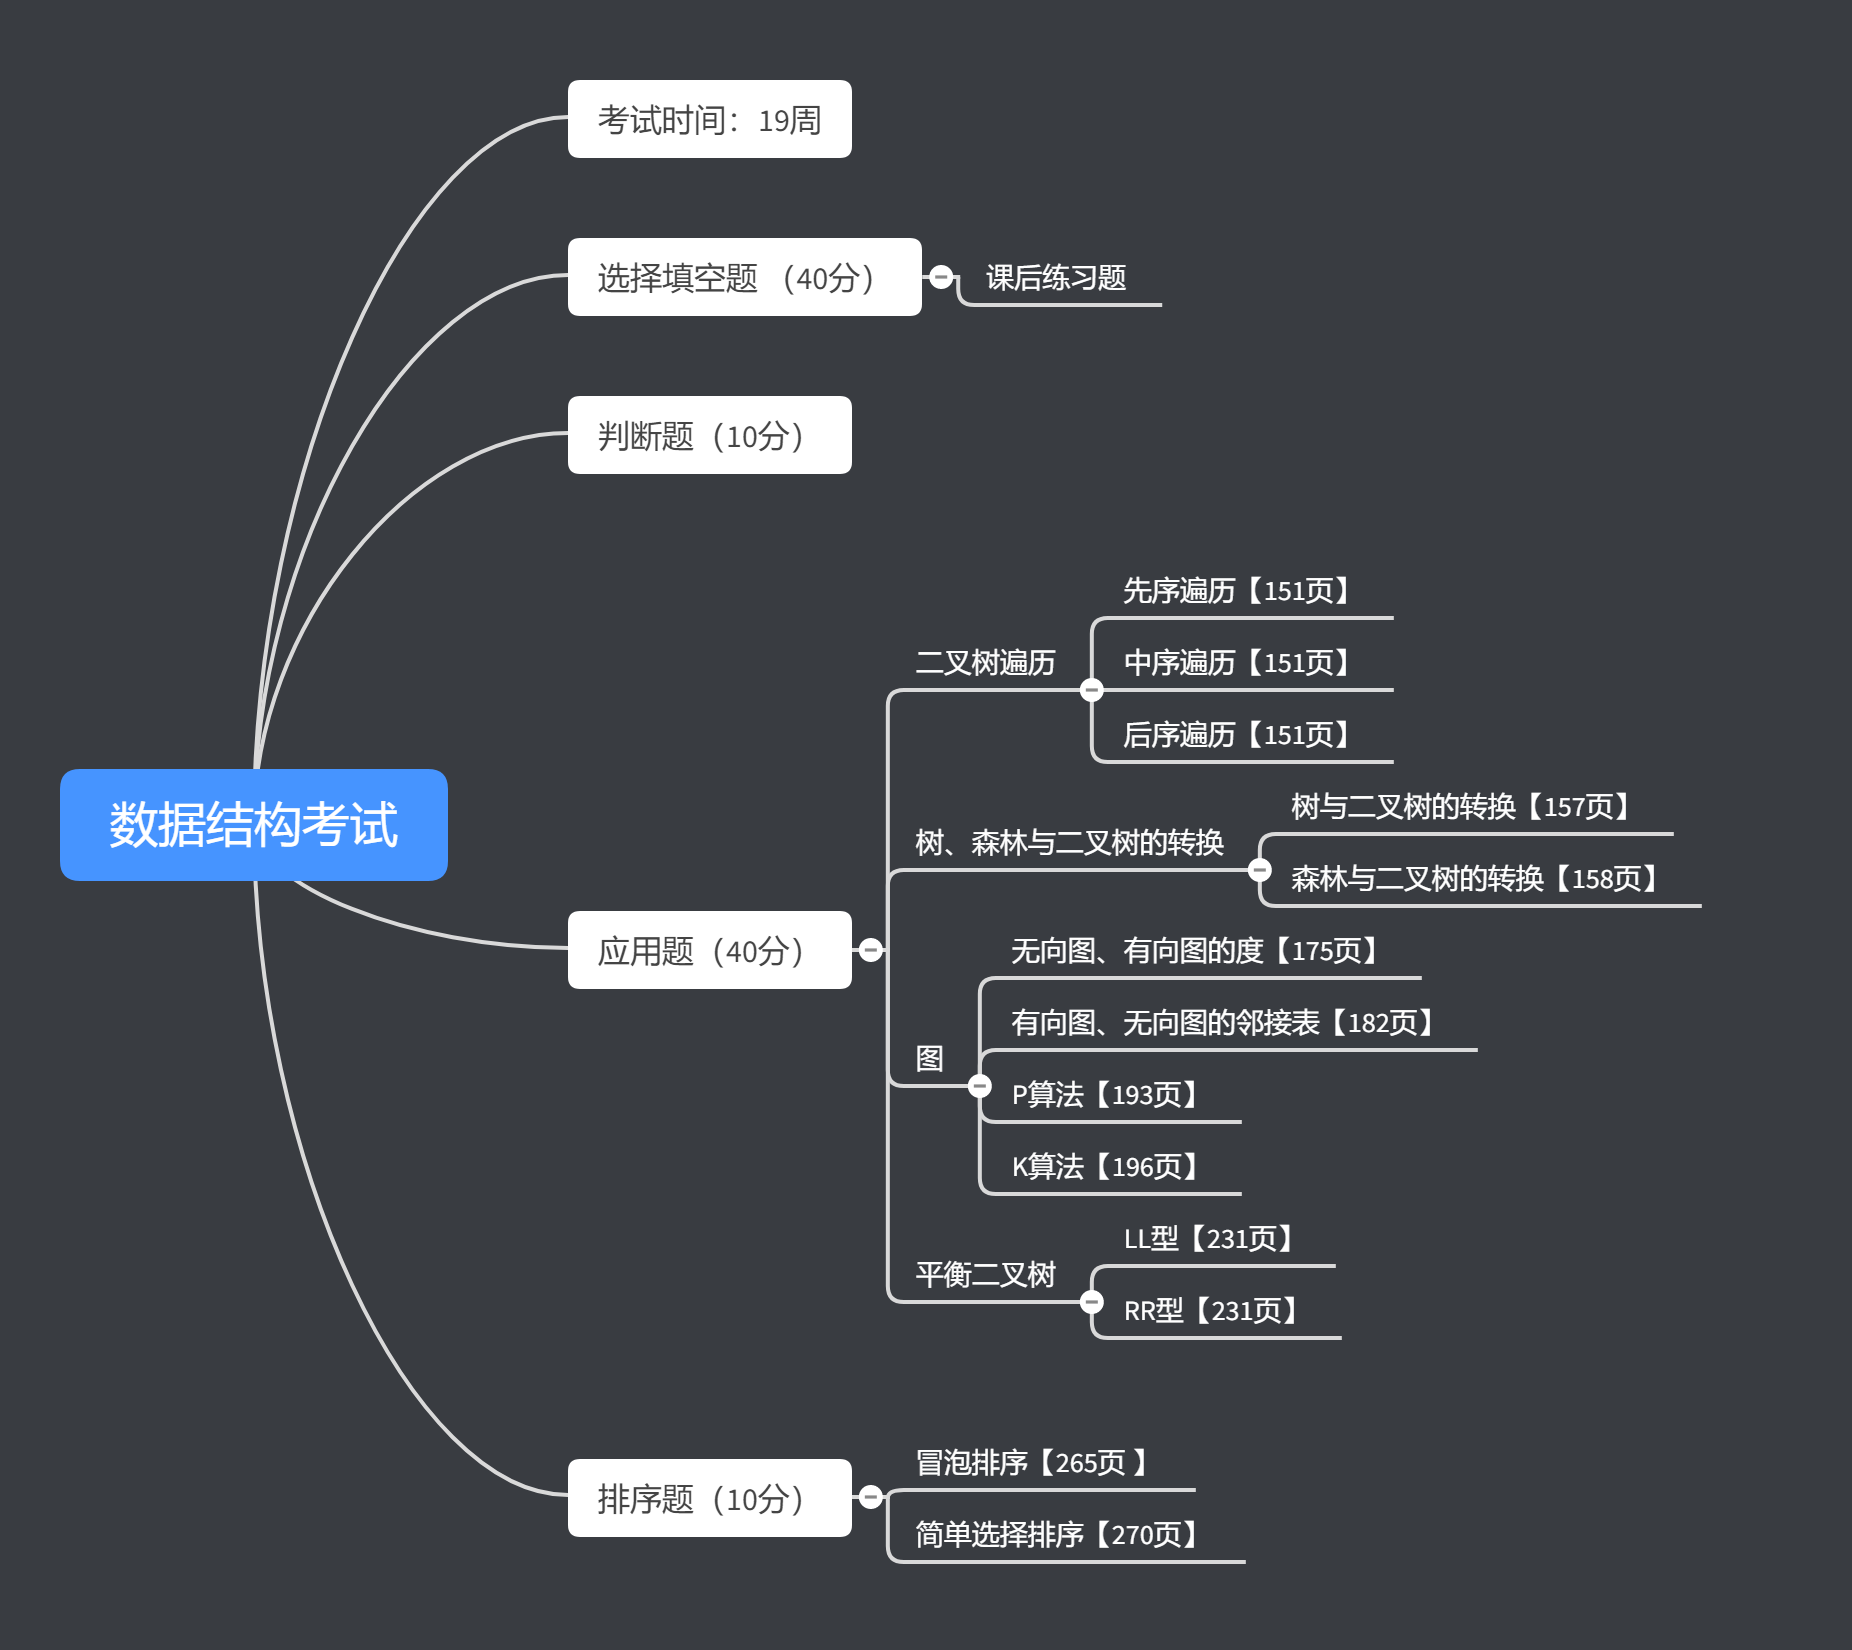 数据结构考试
考试时间：19周
选择填空题 （40分）
课后练习题
判断题（10分）
应用题（40分）
二叉树遍历
先序遍历【151页】
中序遍历【151页】
后序遍历【151页】
树、森林与二叉树的转换
树与二叉树的转换【157页】
森林与二叉树的转换【158页】
图
无向图、有向图的度【175页】
有向图、无向图的邻接表【182页】
P算法【193页】
K算法【196页】
平衡二叉树
LL型【231页】
RR型【231页】
排序题（10分）
冒泡排序【265页 】
简单选择排序【270页】